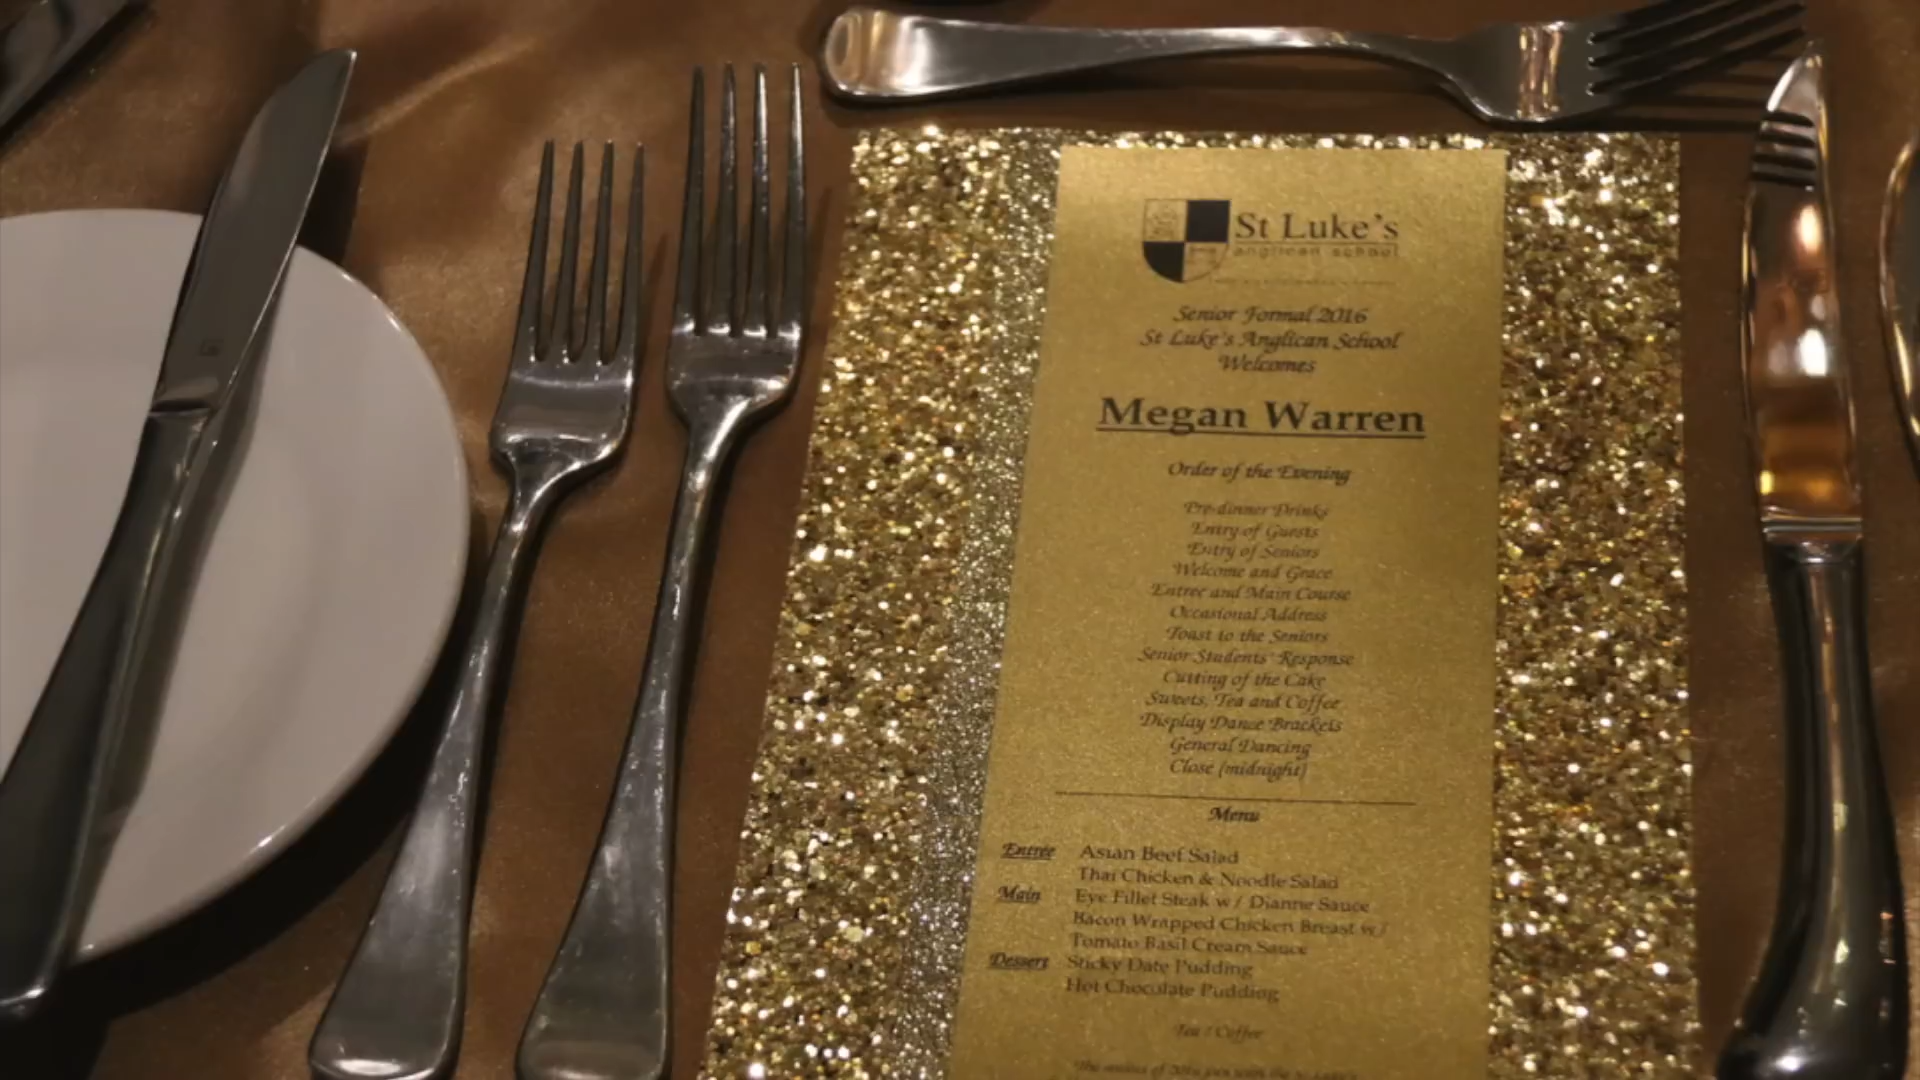 St Luke's
anglican school
Senior Formal 2016
St Luke's Anglican School
Welcomes
Megan Warren
Order of the Evening
Pre-dinner Drinks
Entry of Guests
Entry of Seniors
Welcome and Grace
Entree and Main Course
Occasional Address
Toast to the Seniors
Senior Students' Response
Cutting of the Cake
Sweets, Tea and Coffee
Display Dance Brackets
General Dancing
Close (midnight)
Menu
Entrée Asian Beef Salad
Thai Chicken & Noodle Salad
Main Eye Fillet Steak w/ Dianne Sauce
Bacon Wrapped Chicken Breast w/
Tomato Basil Cream Sauce
Dessert Sticky Date Pudding
Hot Chocolate Pudding
Tea / Coffee